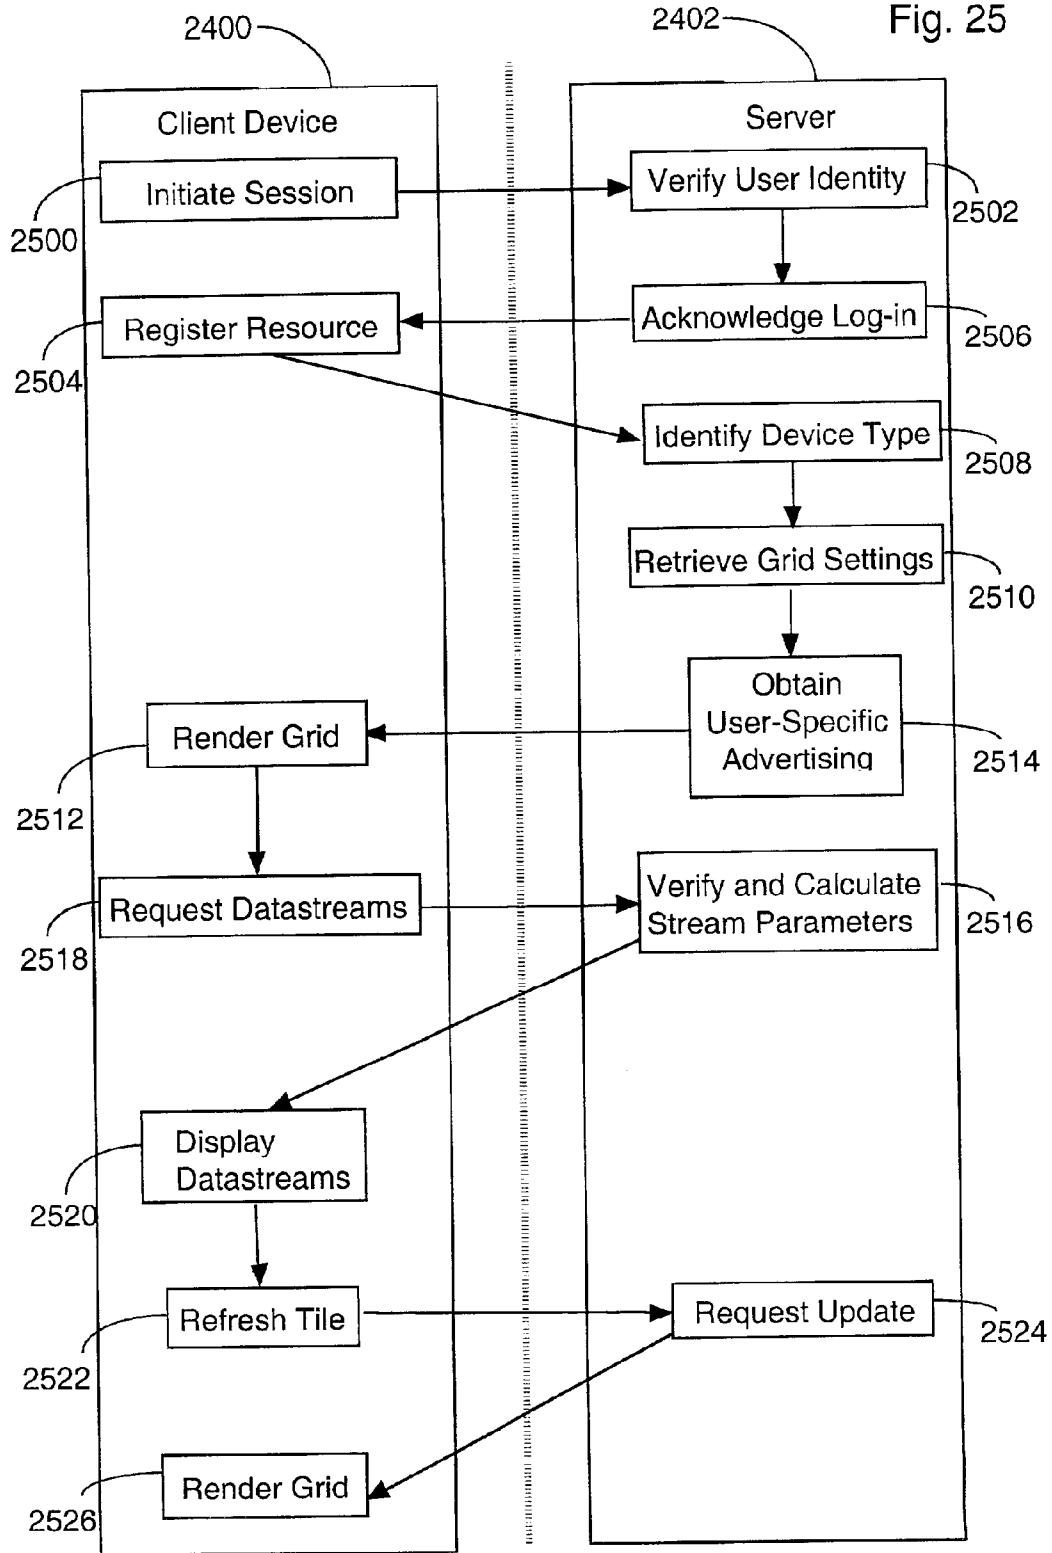 Fig. 25
2400
2402
Client Device
Server
Initiate Session
Verify User Identity
2500
2502
Register Resource
Acknowledge Log-in
2504
2506
Identify Device Type
2508
Retrieve Grid Settings
2510
Obtain
User-Specific
Advertising
Render Grid
2512
2514
Request Datastreams
Verify and Calculate
Stream Parameters
2518
2516
Display
Datastreams
2520
Refresh Tile
Request Update
2522
2524
Render Grid
2526